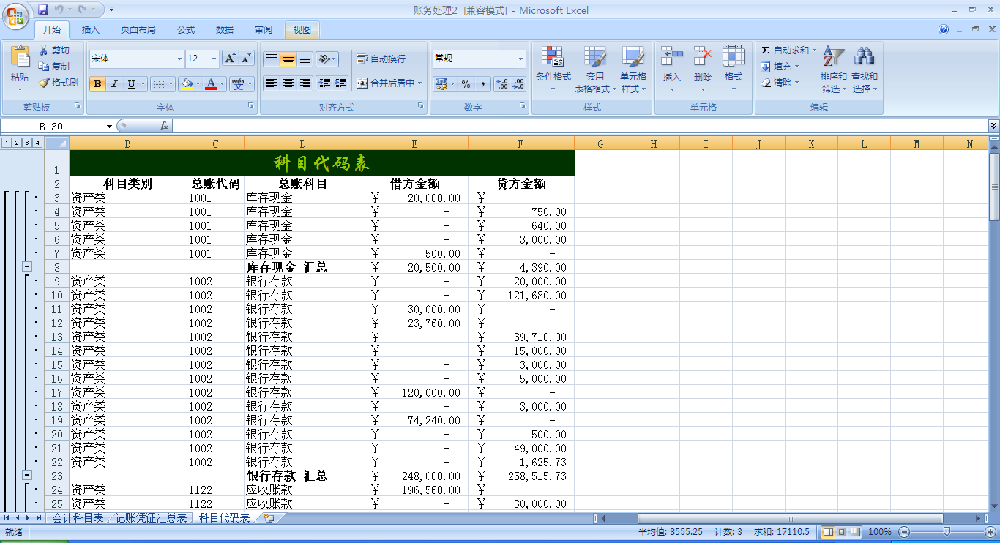 账务处理2 [兼容模式] - Microsoft Excel
开始 插入 页面布局 公式 数据 审阅 视图
粘贴 剪切 复制 格式刷 剪贴板
宋体 12 A A B I U A wén 文 字体
自动换行 合并后居中 对齐方式
常规 % , .0 .00 .00 .0 数字
条件格式 套用表格格式 单元格样式 样式
插入 删除 格式 单元格
Σ 自动求和 填充 清除 排序和筛选 查找和选择 编辑
B130 fx
1 2 3 4 B C D E F G H I J K L M N
1 科目代码表
2 科目类别 总账代码 总账科目 借方金额 贷方金额
3 资产类 1001 库存现金 ¥ 20,000.00 ¥ -
4 资产类 1001 库存现金 ¥ - ¥ 750.00
5 资产类 1001 库存现金 ¥ - ¥ 640.00
6 资产类 1001 库存现金 ¥ - ¥ 3,000.00
7 资产类 1001 库存现金 ¥ 500.00 ¥ -
8 库存现金 汇总 ¥ 20,500.00 ¥ 4,390.00
9 资产类 1002 银行存款 ¥ - ¥ 20,000.00
10 资产类 1002 银行存款 ¥ - ¥ 121,680.00
11 资产类 1002 银行存款 ¥ 30,000.00 ¥ -
12 资产类 1002 银行存款 ¥ 23,760.00 ¥ -
13 资产类 1002 银行存款 ¥ - ¥ 39,710.00
14 资产类 1002 银行存款 ¥ - ¥ 15,000.00
15 资产类 1002 银行存款 ¥ - ¥ 3,000.00
16 资产类 1002 银行存款 ¥ - ¥ 5,000.00
17 资产类 1002 银行存款 ¥ 120,000.00 ¥ -
18 资产类 1002 银行存款 ¥ - ¥ 3,000.00
19 资产类 1002 银行存款 ¥ 74,240.00 ¥ -
20 资产类 1002 银行存款 ¥ - ¥ 500.00
21 资产类 1002 银行存款 ¥ - ¥ 49,000.00
22 资产类 1002 银行存款 ¥ - ¥ 1,625.73
23 银行存款 汇总 ¥ 248,000.00 ¥ 258,515.73
24 资产类 1122 应收账款 ¥ 196,560.00 ¥ -
25 资产类 1122 应收账款 ¥ - ¥ 30,000.00
会计科目表 记账凭证汇总表 科目代码表
就绪 平均值: 8555.25 计数: 3 求和: 17110.5 100%